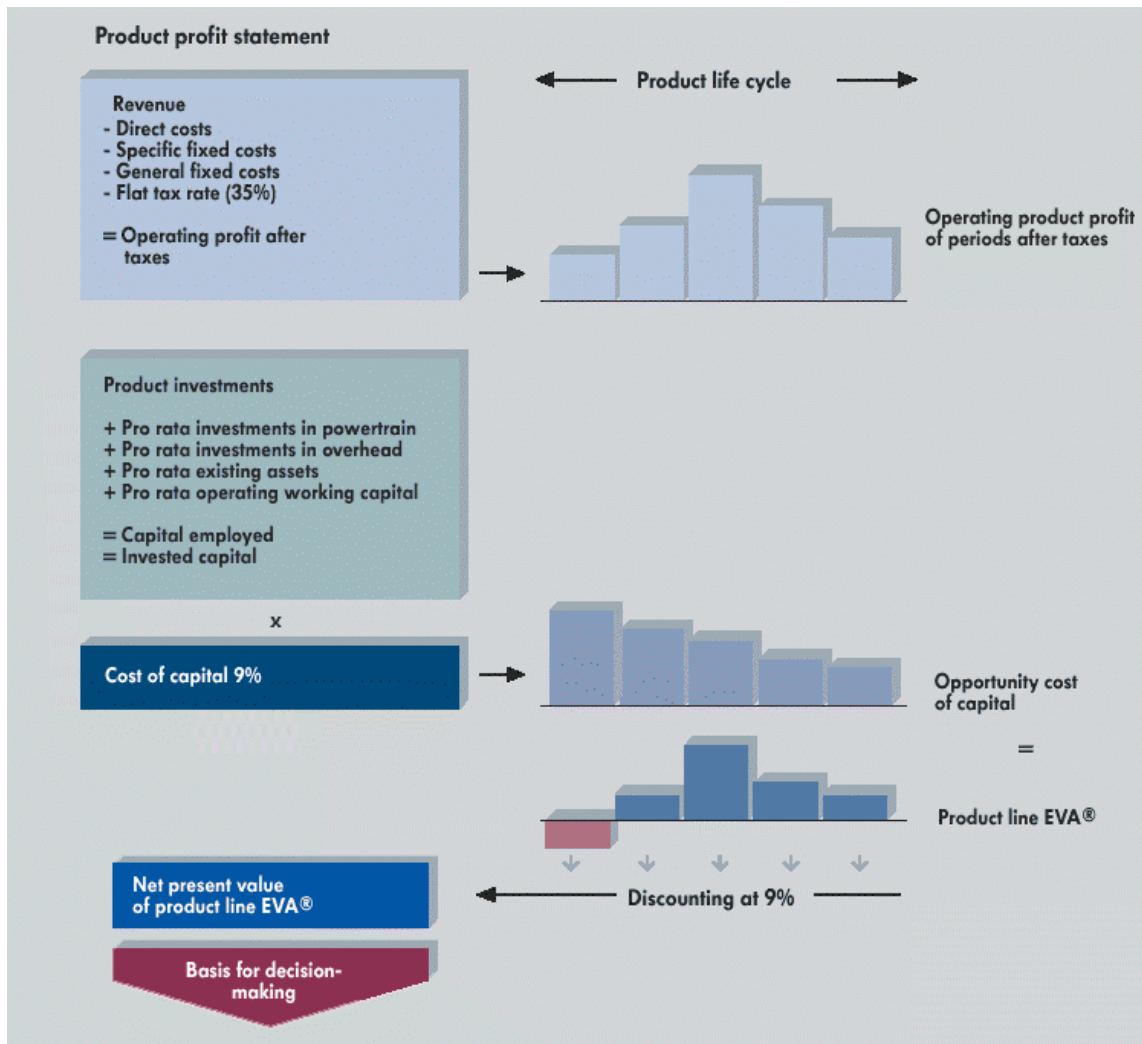 Product profit statement
Product life cycle
Revenue
- Direct costs
- Specific fixed costs
- General fixed costs
- Flat tax rate (35%)
= Operating profit after
taxes
Operating product profit
of periods after taxes
Product investments
+ Pro rata investments in powertrain
+ Pro rata investments in overhead
+ Pro rata existing assets
+ Pro rata operating working capital
= Capital employed
= Invested capital
x
Cost of capital 9%
Opportunity cost
of capital
=
Product line EVA®
Net present value
of product line EVA®
Discounting at 9%
Basis for decision-
making